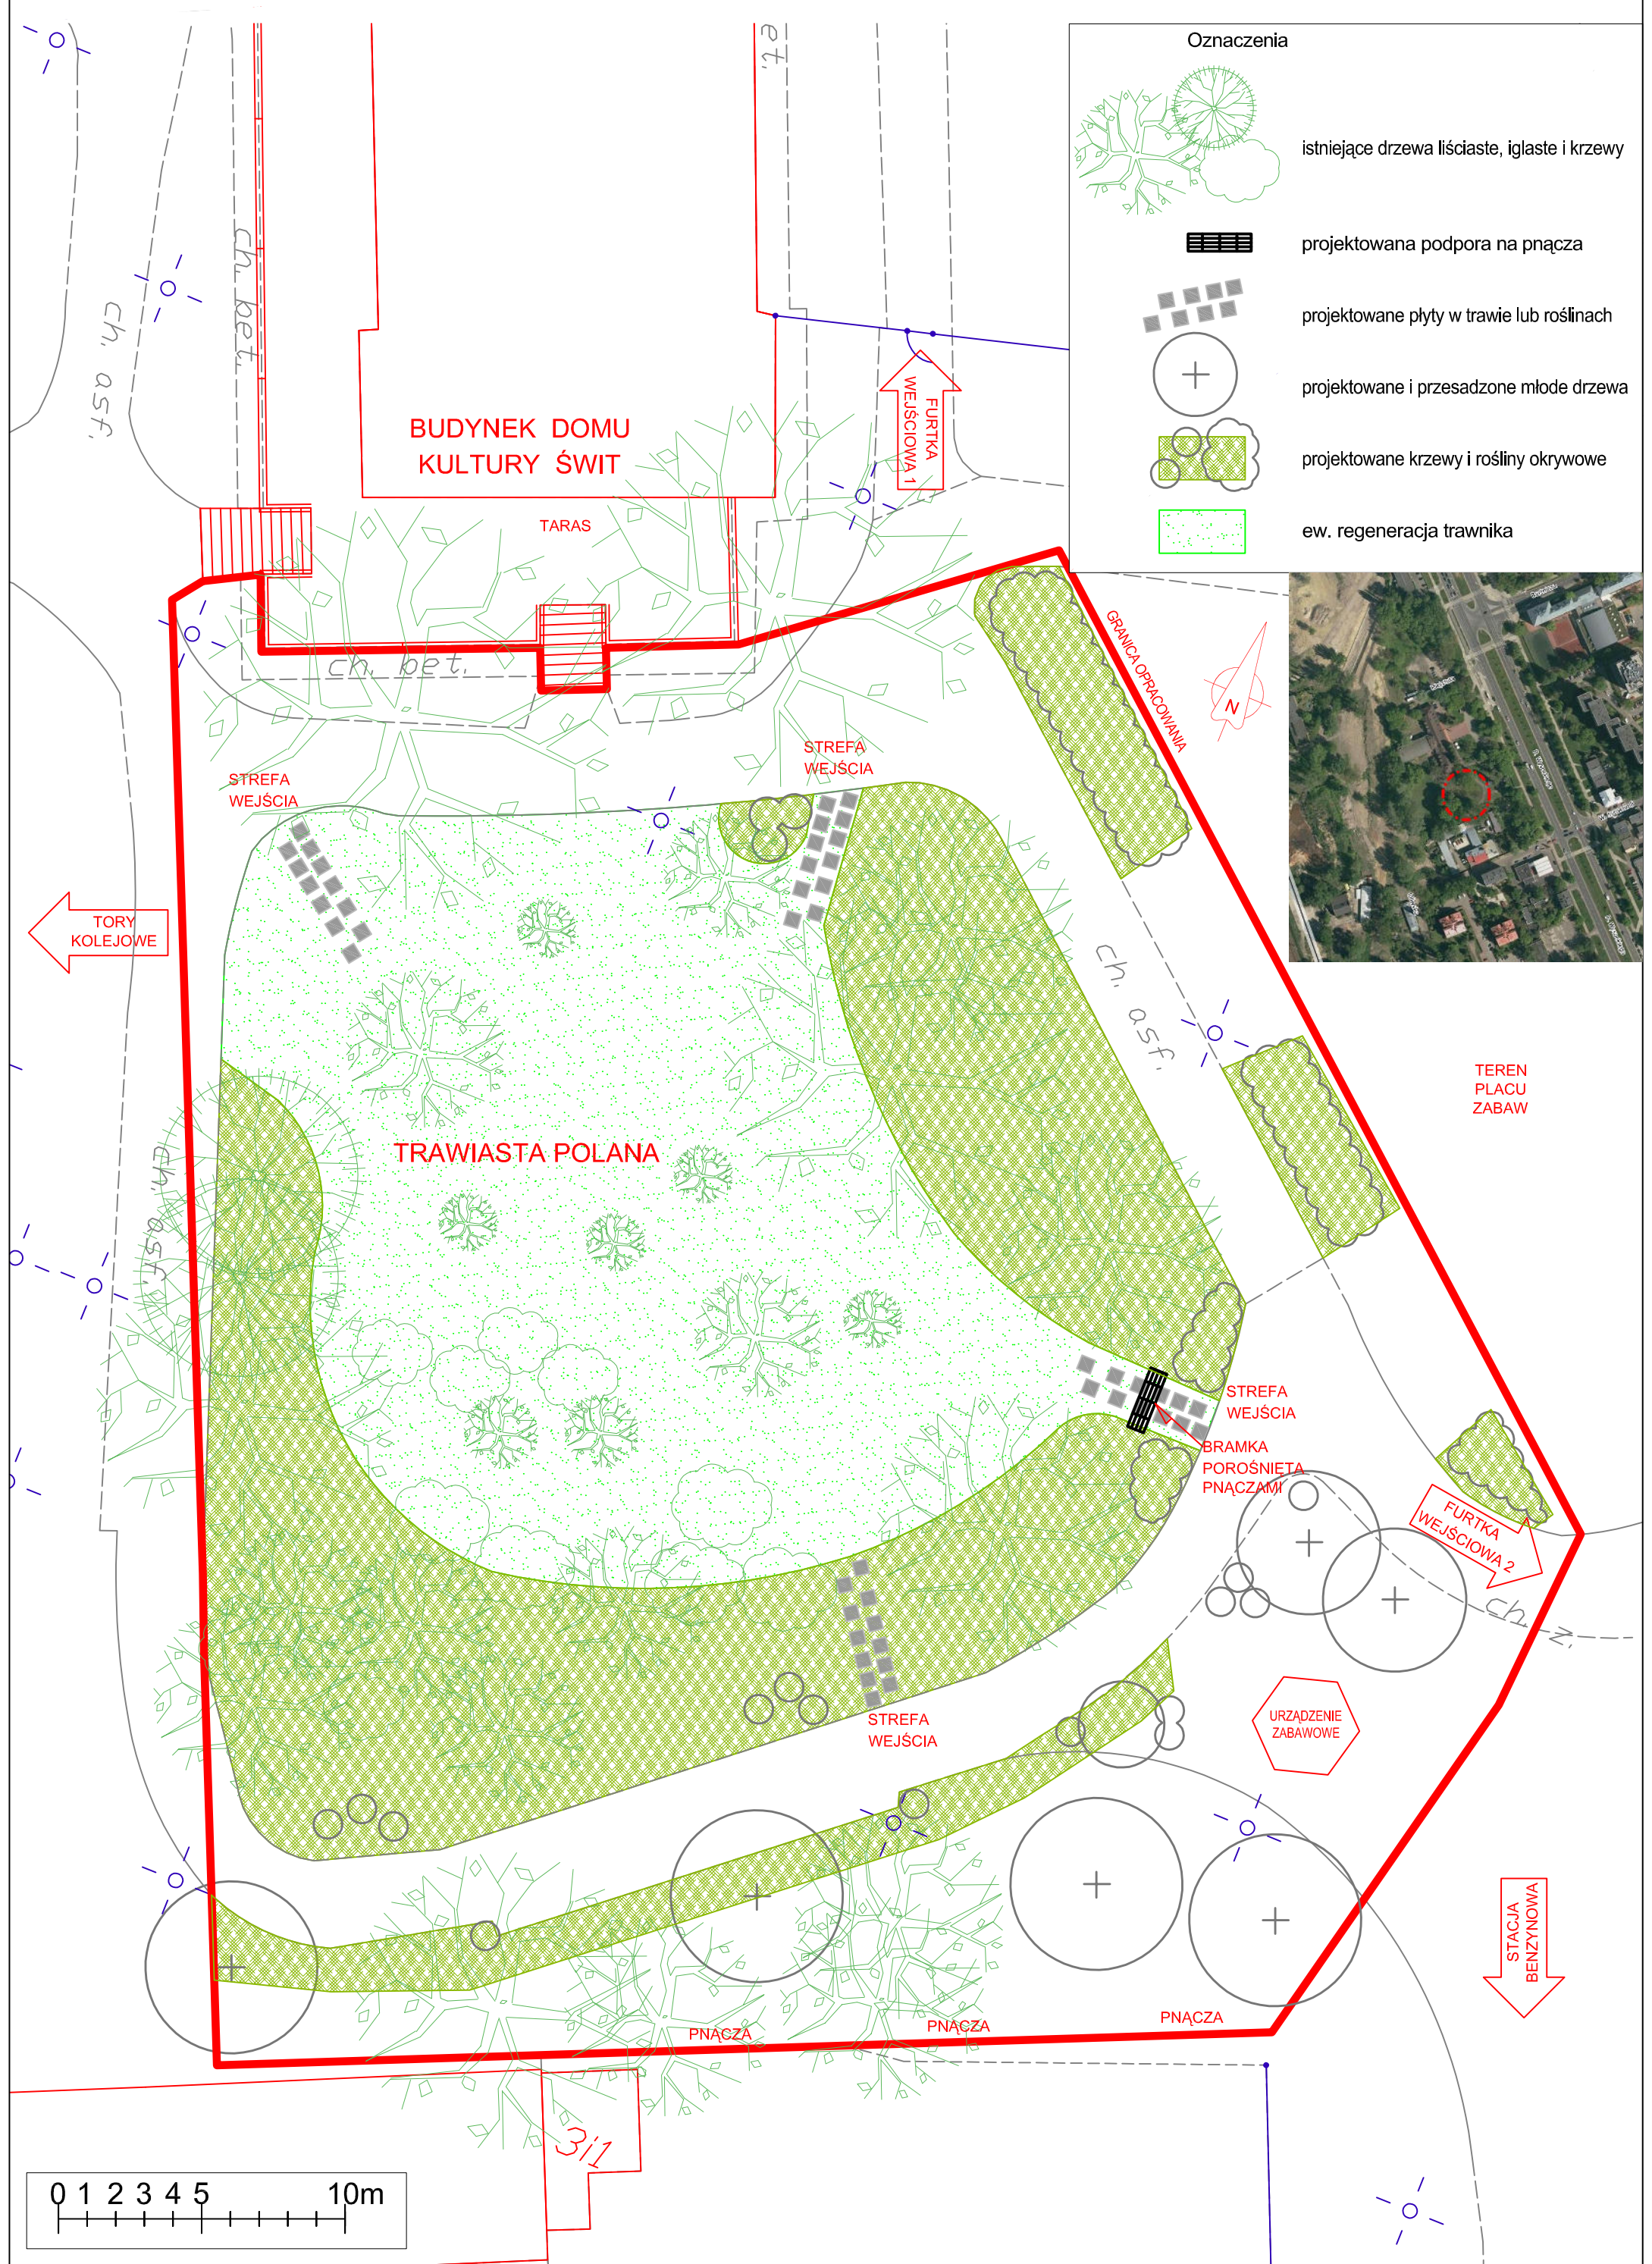 Oznaczenia
istniejące drzewa liściaste, iglaste i krzewy
projektowana podpora na pnącza
projektowane płyty w trawie lub roślinach
projektowane i przesadzone młode drzewa
projektowane krzewy i rośliny okrywowe
ew. regeneracja trawnika
et.
ch. bet.
ch. asf.
BUDYNEK DOMU
KULTURY ŚWIT
FURTKA
WEJŚCIOWA 1
TARAS
ch. bet.
GRANICA OPRACOWANIA
N
STREFA
WEJŚCIA
STREFA
WEJŚCIA
TORY
KOLEJOWE
ch. asf.
TEREN
PLACU
ZABAW
TRAWIASTA POLANA
ch. asf.
STREFA
WEJŚCIA
BRAMKA
POROŚNIĘTA
PNĄCZAMI
FURTKA
WEJŚCIOWA 2
ch. ż.
URZĄDZENIE
ZABAWOWE
STREFA
WEJŚCIA
STACJA
BENZYNOWA
PNĄCZA
PNĄCZA
PNĄCZA
3i1
0 1 2 3 4 5 10m